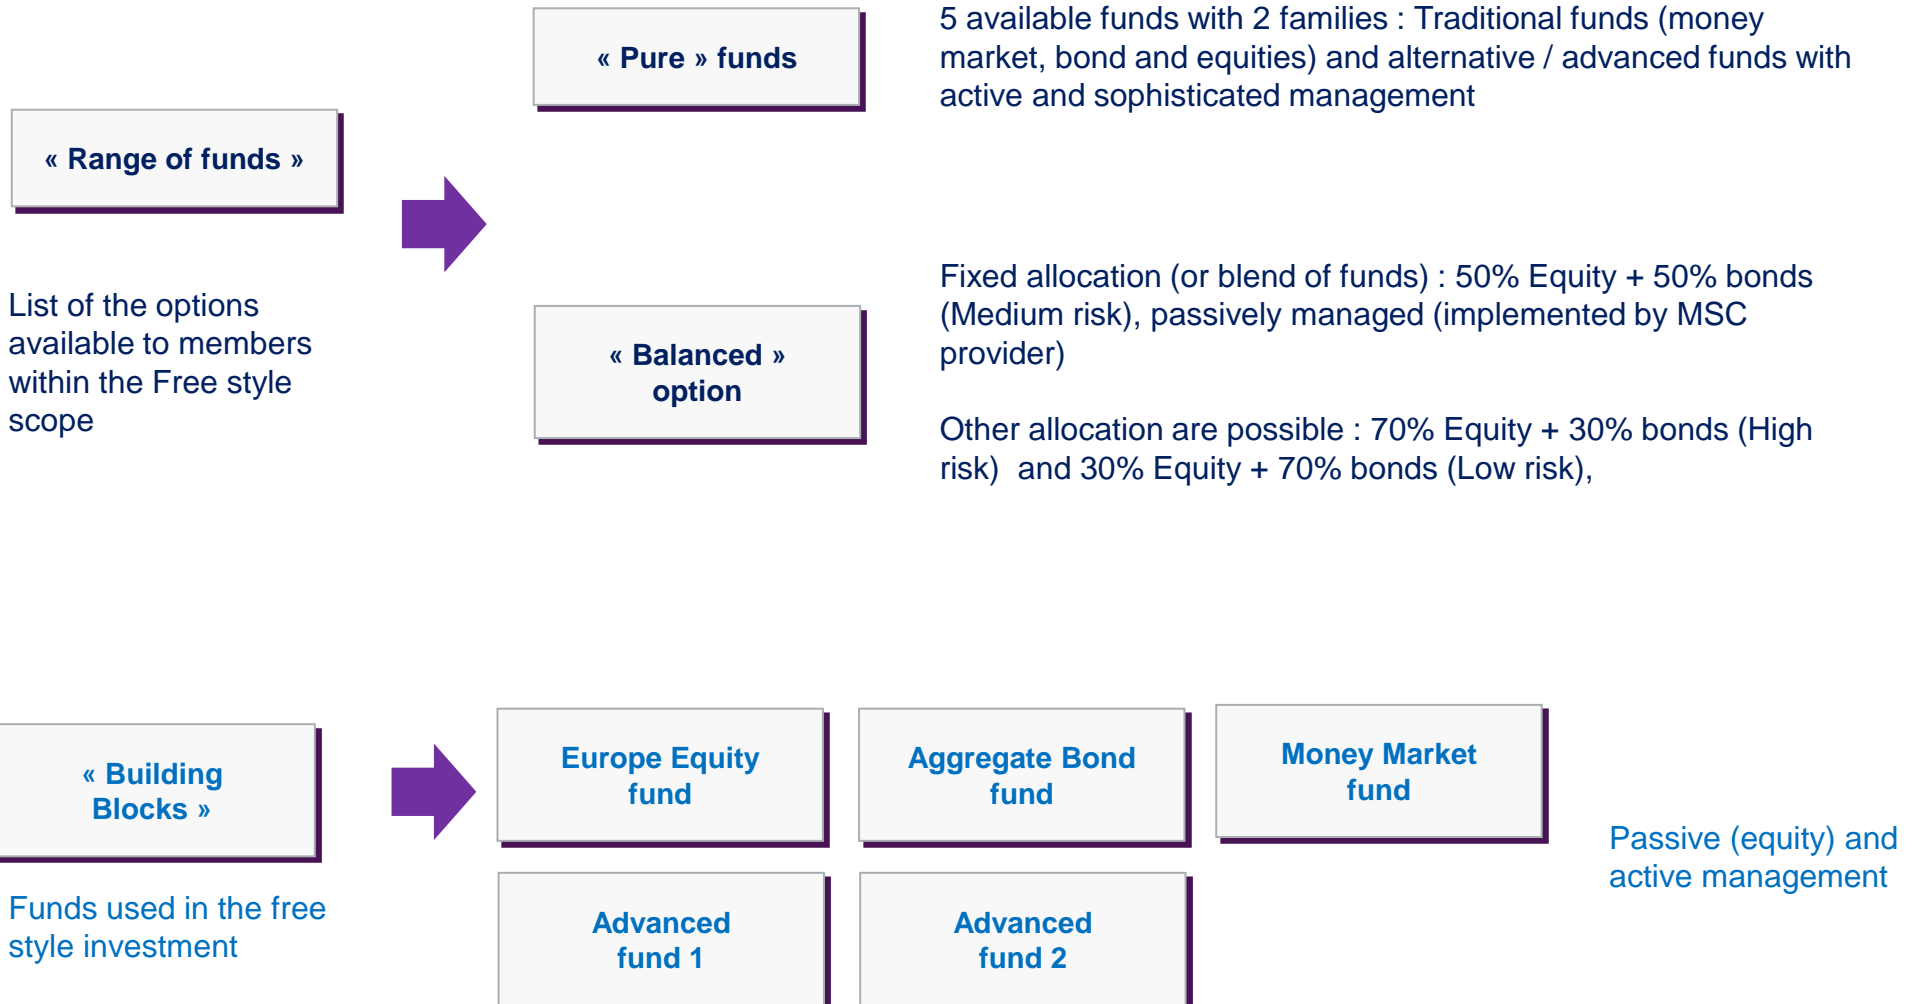 « Pure » funds
5 available funds with 2 families : Traditional funds (money
market, bond and equities) and alternative / advanced funds with
active and sophisticated management
« Range of funds »
List of the options
available to members
within the Free style
scope
« Balanced »
option
Fixed allocation (or blend of funds) : 50% Equity + 50% bonds
(Medium risk), passively managed (implemented by MSC
provider)
Other allocation are possible : 70% Equity + 30% bonds (High
risk)  and 30% Equity + 70% bonds (Low risk),
« Building
Blocks »
Funds used in the free
style investment
Europe Equity
fund
Aggregate Bond
fund
Money Market
fund
Advanced
fund 1
Advanced
fund 2
Passive (equity) and
active management